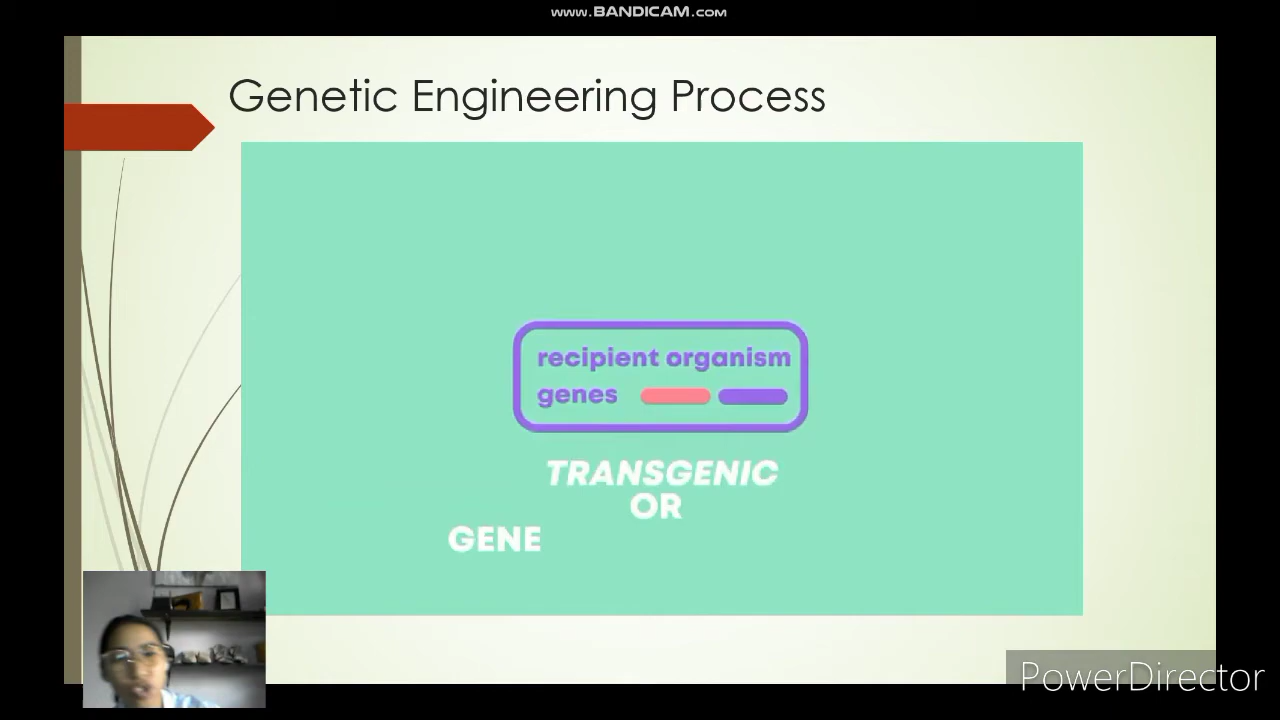 www.BANDICAM.com
Genetic Engineering Process
recipient organism
genes
TRANSGENIC
OR
GENE
PowerDirector